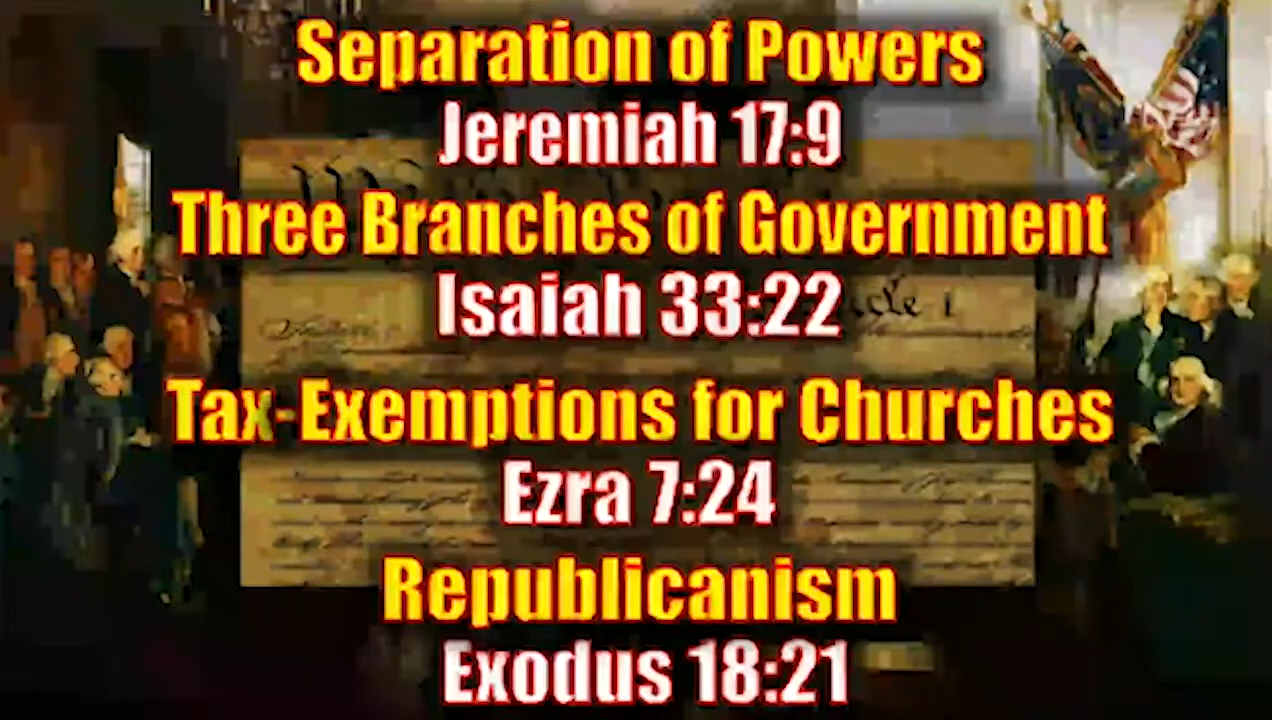 Separation of Powers
Jeremiah 17:9
Three Branches of Government
Isaiah 33:22
Tax-Exemptions for Churches
Ezra 7:24
Republicanism
Exodus 18:21